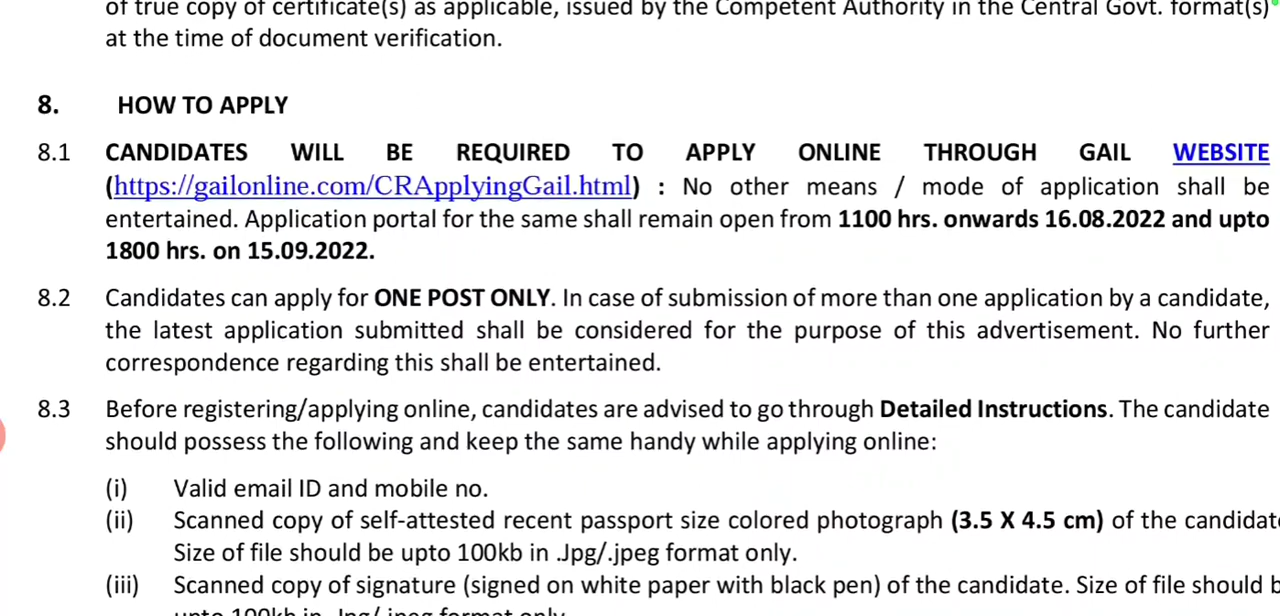 of true copy of certificate(s) as applicable, issued by the Competent Authority in the Central Govt. format(s)
at the time of document verification.
8. HOW TO APPLY
8.1 CANDIDATES WILL BE REQUIRED TO APPLY ONLINE THROUGH GAIL WEBSITE
(https://gailonline.com/CRApplyingGail.html) : No other means / mode of application shall be
entertained. Application portal for the same shall remain open from 1100 hrs. onwards 16.08.2022 and upto
1800 hrs. on 15.09.2022.
8.2 Candidates can apply for ONE POST ONLY. In case of submission of more than one application by a candidate,
the latest application submitted shall be considered for the purpose of this advertisement. No further
correspondence regarding this shall be entertained.
8.3 Before registering/applying online, candidates are advised to go through Detailed Instructions. The candidate
should possess the following and keep the same handy while applying online:
(i) Valid email ID and mobile no.
(ii) Scanned copy of self-attested recent passport size colored photograph (3.5 X 4.5 cm) of the candidat
Size of file should be upto 100kb in .Jpg/.jpeg format only.
(iii) Scanned copy of signature (signed on white paper with black pen) of the candidate. Size of file should b
upto 100kb in .Jpg/.jpeg format only.